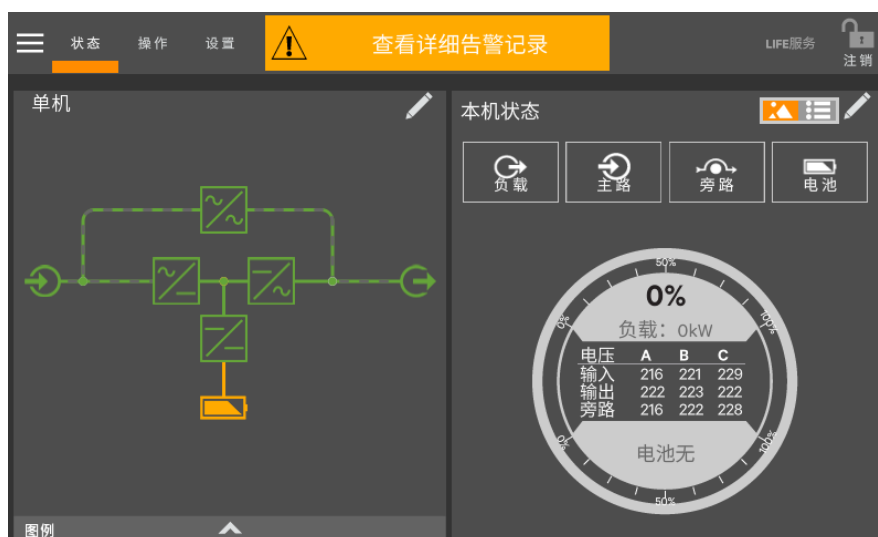 状态 操作 设置 查看详细告警记录 LIFE服务 注销
单机
本机状态
负载 主路 旁路 电池
50%
0% 100%
0%
负载：0kW
电压 A B C
输入 216 221 229
输出 222 223 222
旁路 216 222 228
电池无
0% 100%
50%
图例